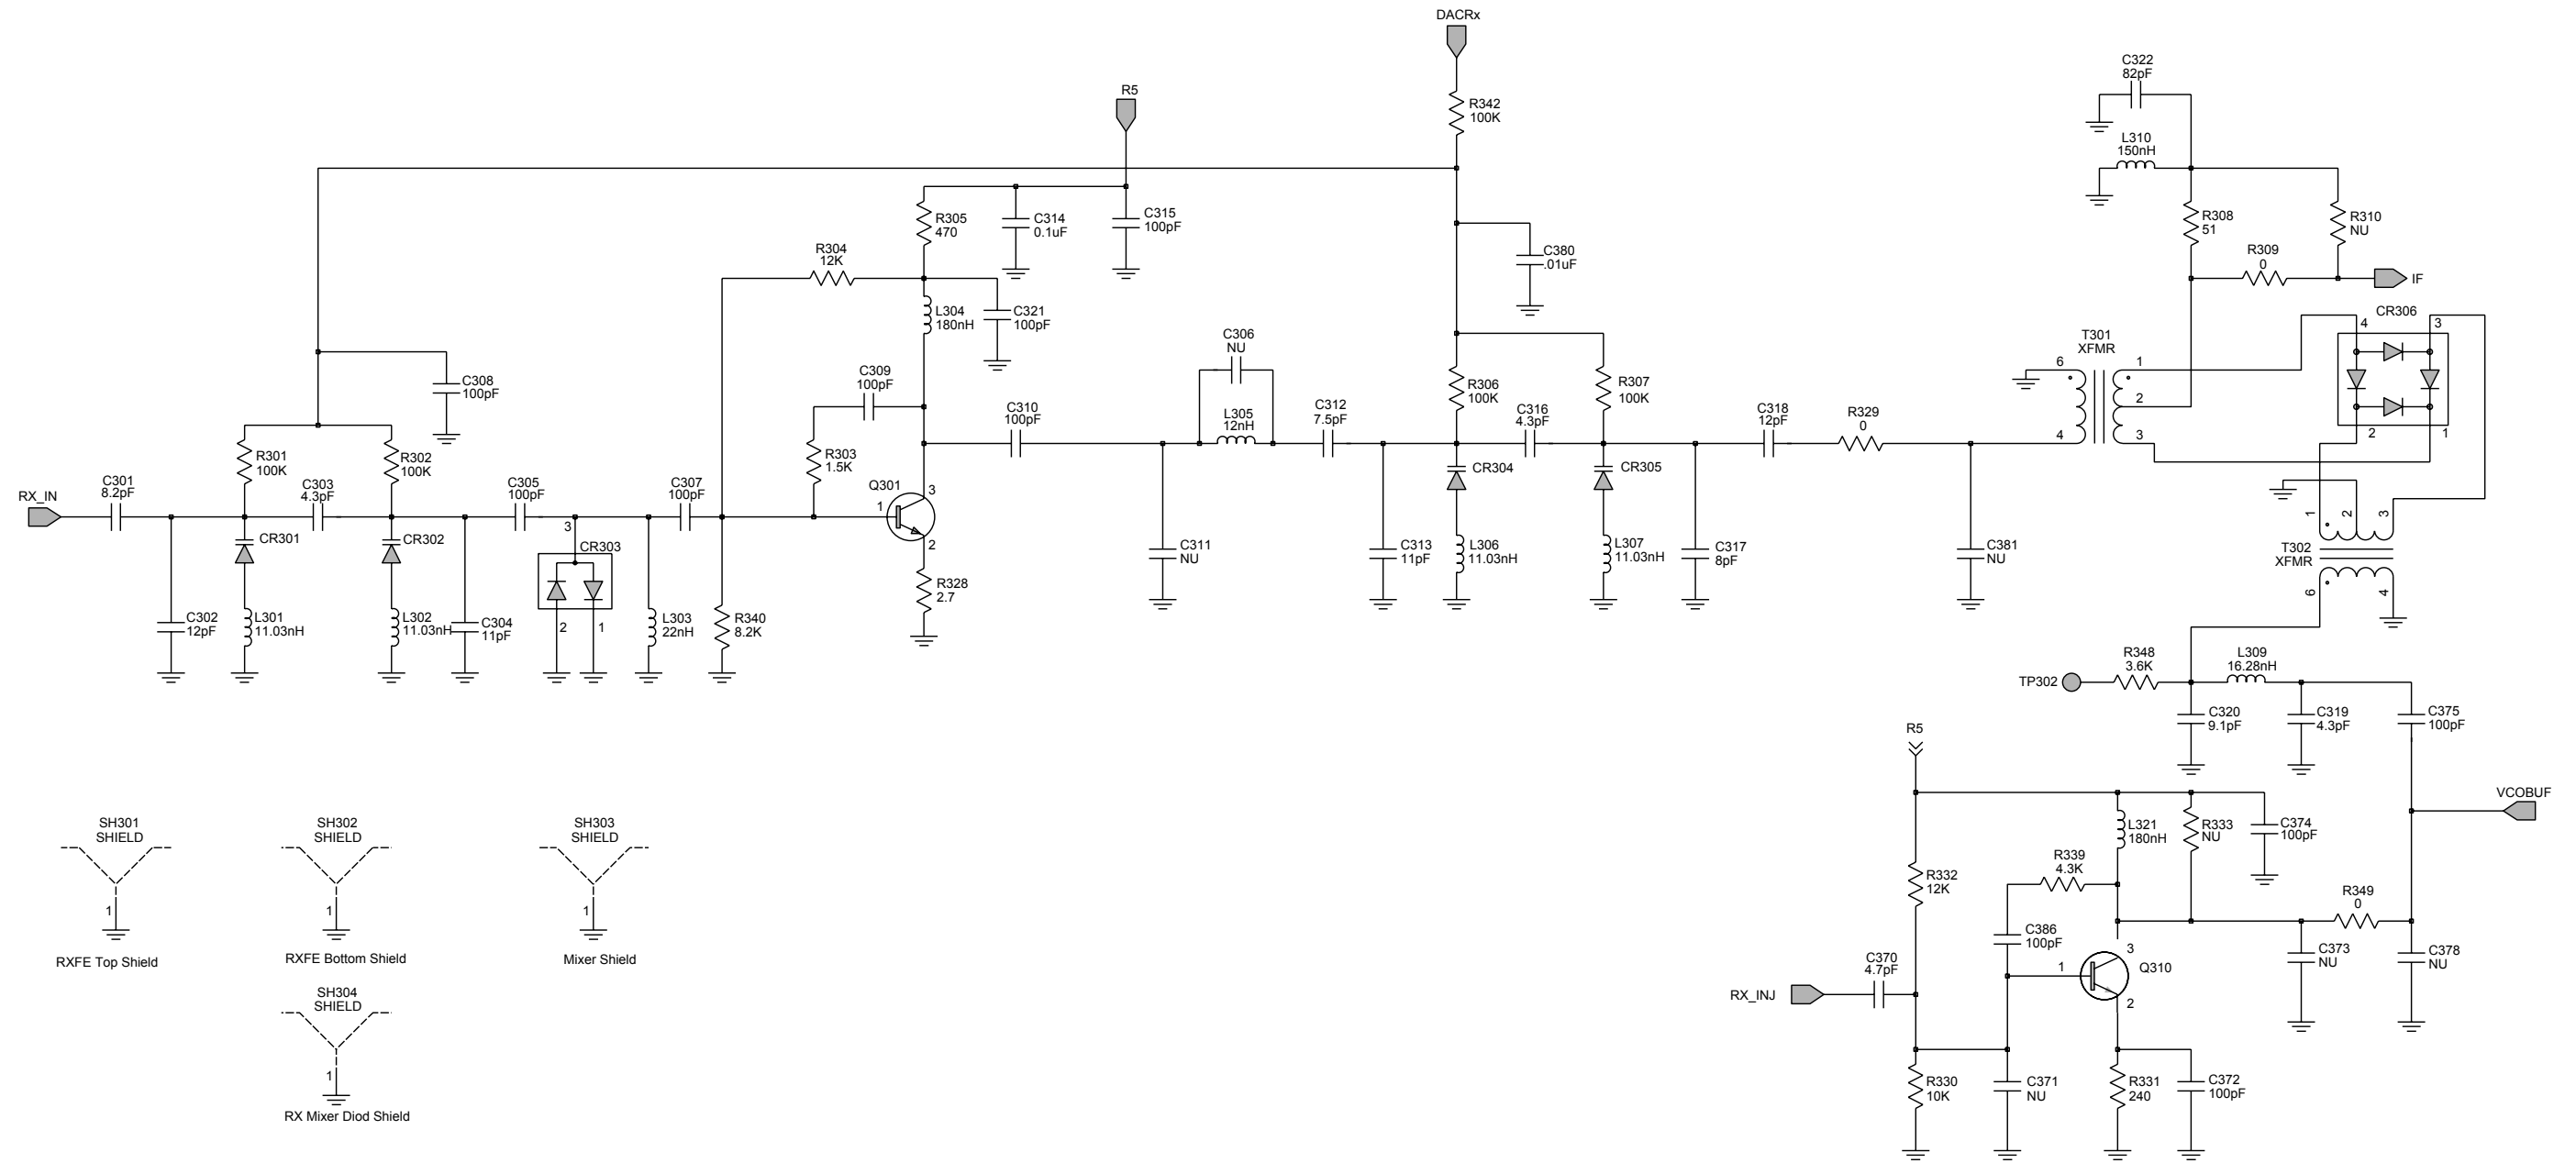 DACRx
R342
100K
R5
R305
470
C314
0.1uF
C315
100pF
R304
12K
L304
180nH
C321
100pF
C380
.01uF
C322
82pF
L310
150nH
R308
51
R310
NU
R309
0
IF
CR306
4
3
2
1
T301
XFMR
6
4
1
2
3
C308
100pF
C309
100pF
R303
1.5K
C310
100pF
C306
NU
L305
12nH
C312
7.5pF
R306
100K
R307
100K
C316
4.3pF
C318
12pF
R329
0
R301
100K
R302
100K
RX_IN
C301
8.2pF
C303
4.3pF
C305
100pF
C307
100pF
Q301
1
3
2
CR301
CR302
3
CR303
2
1
C302
12pF
L301
11.03nH
L302
11.03nH
C304
11pF
L303
22nH
R340
8.2K
R328
2.7
C311
NU
C313
11pF
CR304
L306
11.03nH
CR305
L307
11.03nH
C317
8pF
C381
NU
1
2
3
T302
XFMR
6
4
TP302
R348
3.6K
L309
16.28nH
C320
9.1pF
C319
4.3pF
C375
100pF
VCOBUF
R5
L321
180nH
R333
NU
C374
100pF
R339
4.3K
R332
12K
R349
0
C386
100pF
3
1
Q310
2
C373
NU
C378
NU
RX_INJ
C370
4.7pF
R330
10K
C371
NU
R331
240
C372
100pF
SH301
SHIELD
1
RXFE Top Shield
SH302
SHIELD
1
RXFE Bottom Shield
SH303
SHIELD
1
Mixer Shield
SH304
SHIELD
1
RX Mixer Diod Shield